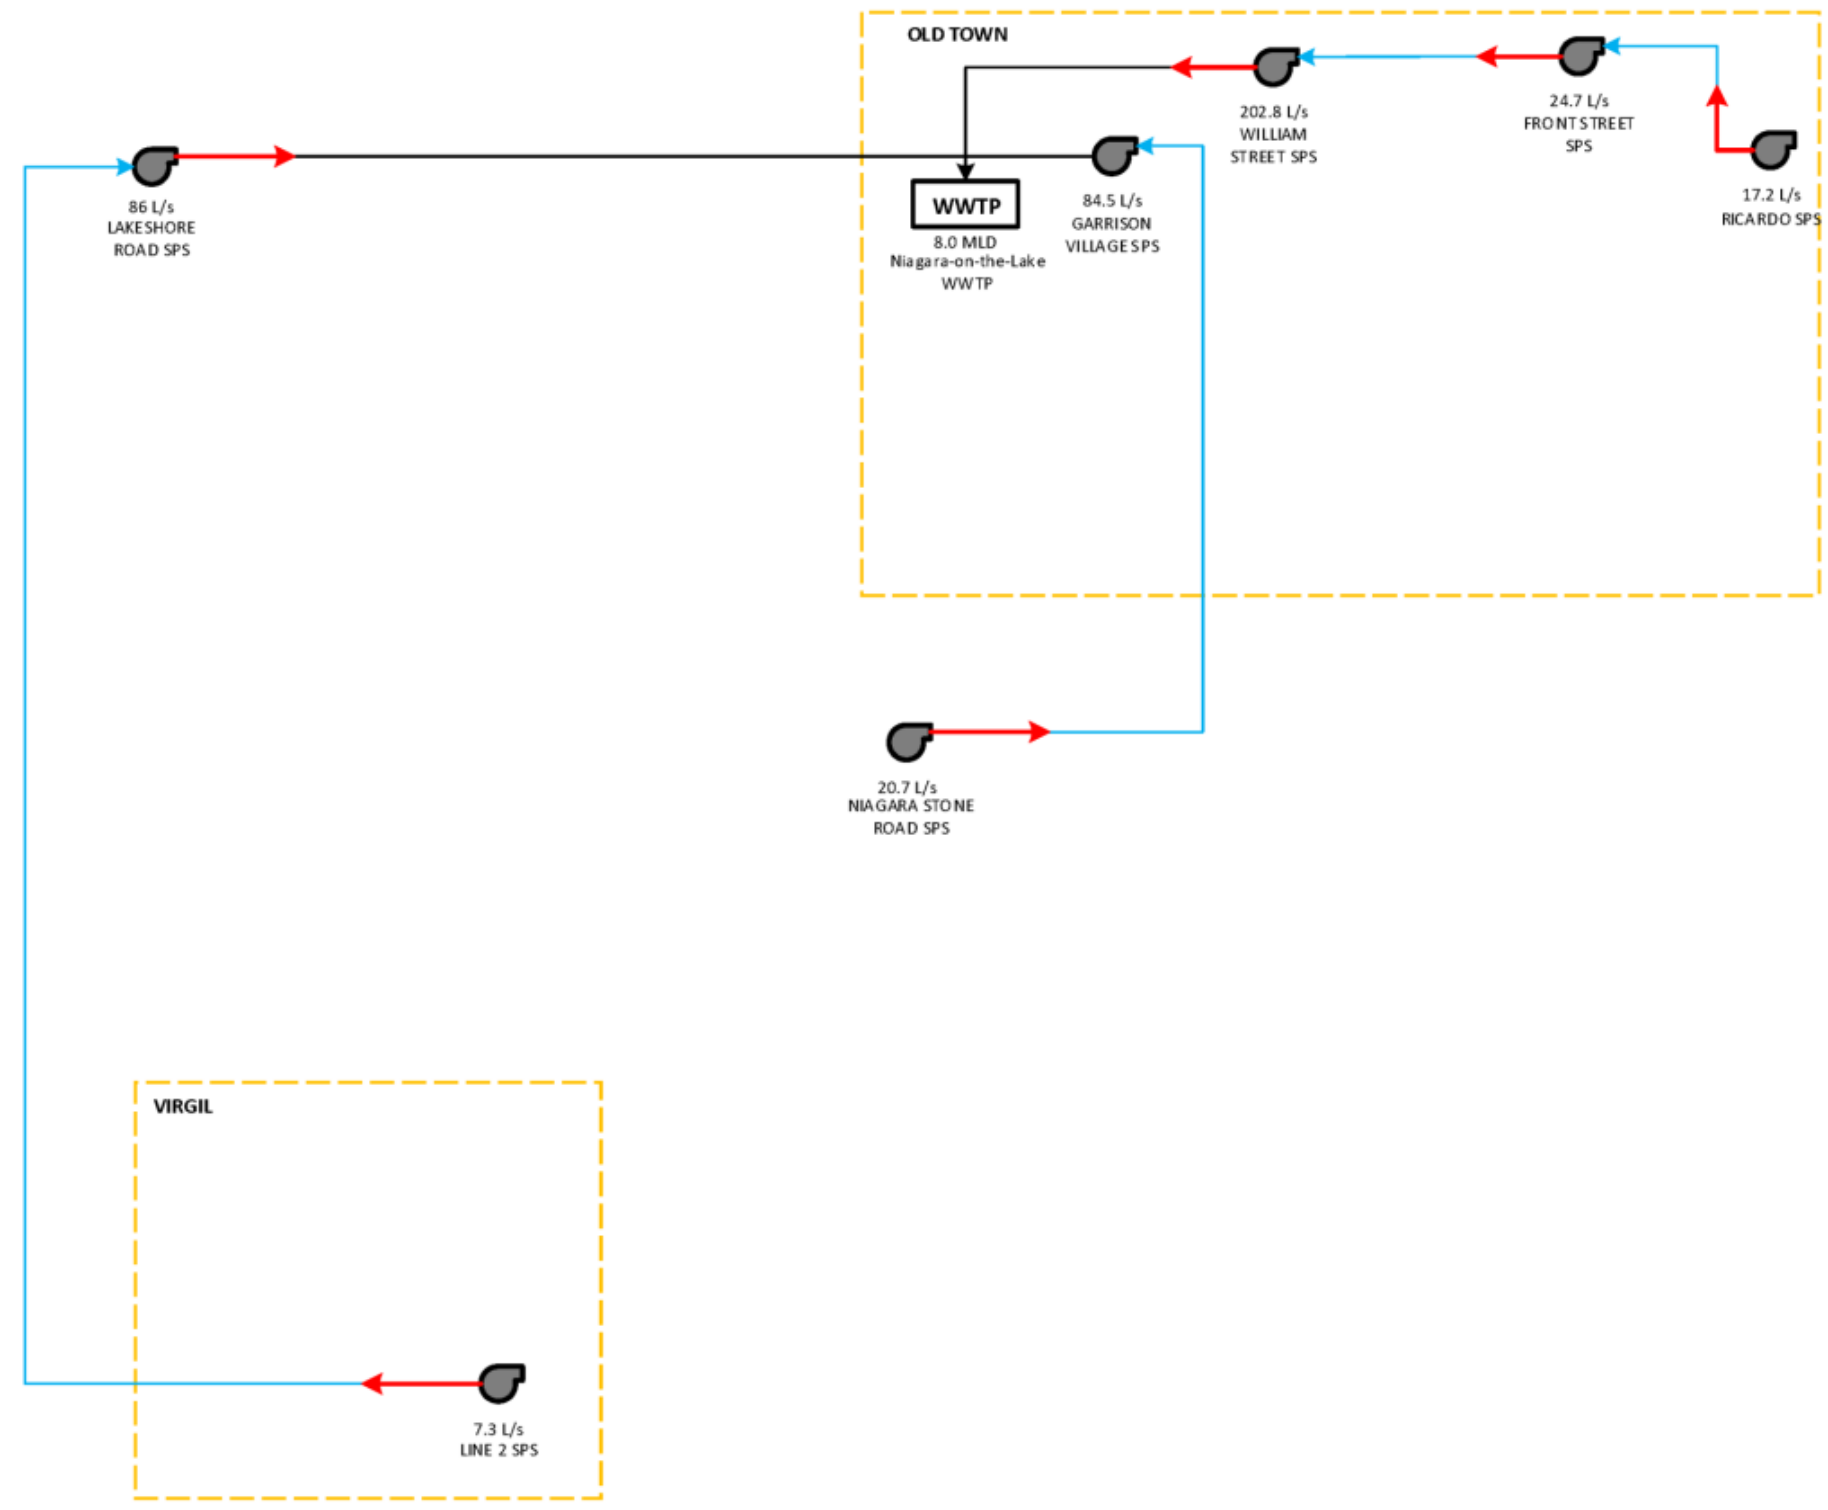 OLD TOWN
202.8 L/s
WILLIAM
STREET SPS
24.7 L/s
FRONT STREET
SPS
17.2 L/s
RICARDO SPS
86 L/s
LAKESHORE
ROAD SPS
WWTP
8.0 MLD
Niagara-on-the-Lake
WWTP
84.5 L/s
GARRISON
VILLAGE SPS
20.7 L/s
NIAGARA STONE
ROAD SPS
VIRGIL
7.3 L/s
LINE 2 SPS